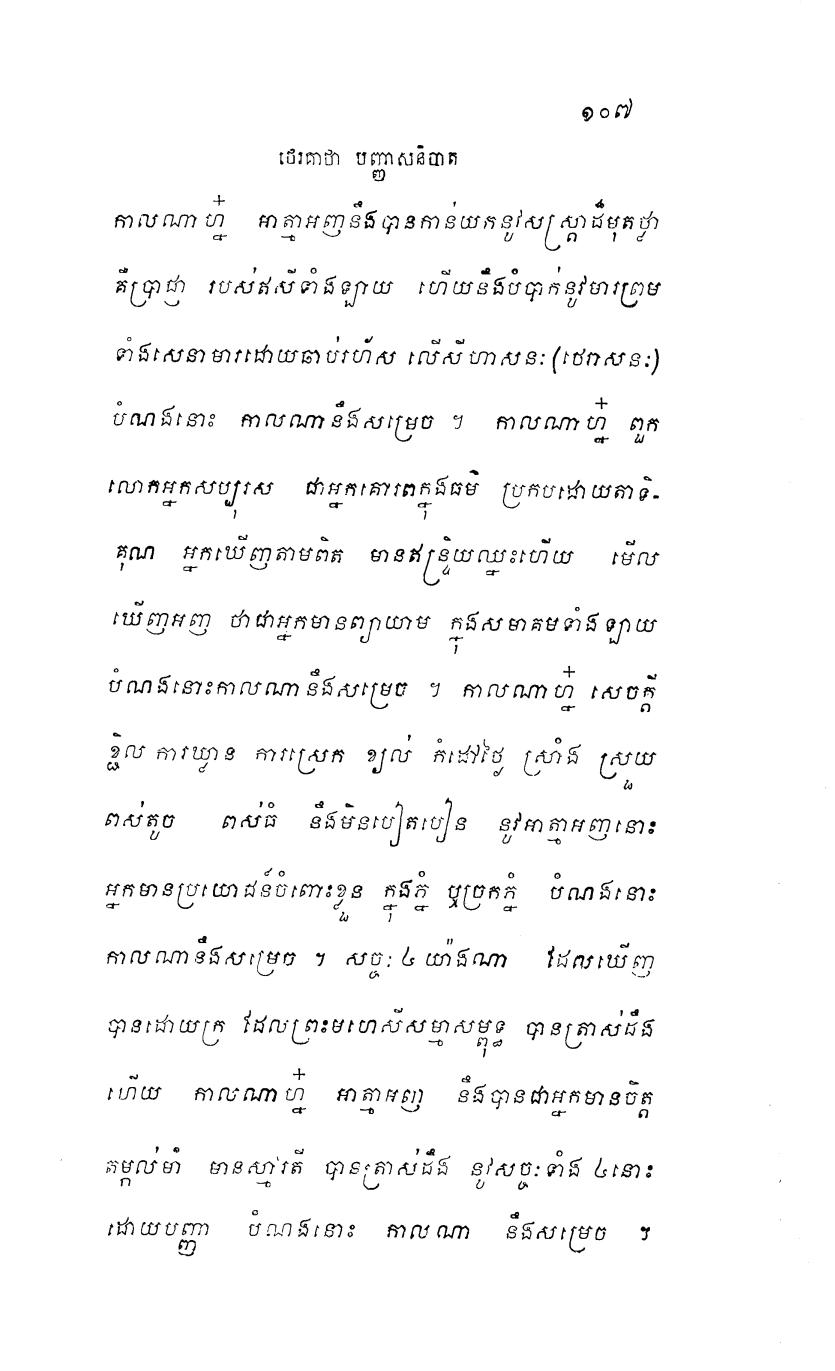 ១០៧
ថេរគាថា បញ្ញាសនិបាត
កាលណាហ្ន៎ អាត្មាអញនឹងបានកាន់យកនូវសស្ត្រាដ៏មុតថ្វា
គឺប្រាជ្ញា របស់ឥសីទាំងឡាយ ហើយនឹងបំបាក់នូវមារព្រម
ទាំងសេនាមារដោយឆាប់រហ័ស លើសីហាសនៈ (ថេរាសនៈ)
បំណងនោះ កាលណានឹងសម្រេច ។ កាលណាហ្ន៎ ពួក
លោកអ្នកសប្បុរស ជាអ្នកគោរពក្នុងធម៌ ប្រកបដោយតាទិ-
គុណ អ្នកឃើញតាមពិត មានឥន្ទ្រិយឈ្នះហើយ មើល
ឃើញអញ ថាជាអ្នកមានព្យាយាម ក្នុងសមាគមទាំងឡាយ
បំណងនោះកាលណានឹងសម្រេច ។ កាលណាហ្ន៎ សេចក្តី
ខ្ជិល ការឃ្លាន ការស្រេក ខ្យល់ កំដៅថ្ងៃ ស្រាំង ស្រួយ
ពស់តូច ពស់ធំ នឹងមិនបៀតបៀន នូវអាត្មាអញនោះ
អ្នកមានប្រយោជន៍ចំពោះខ្លួន ក្នុងភ្នំ ឬច្រកភ្នំ បំណងនោះ
កាលណានឹងសម្រេច ។ សច្ចៈ ៤ យ៉ាងណា ដែលឃើញ
បានដោយក្រ ដែលព្រះមហេសីសម្មាសម្ពុទ្ធ បានត្រាស់ដឹង
ហើយ កាលណាហ្ន៎ អាត្មាអញ នឹងបានជាអ្នកមានចិត្ត
តម្កល់មាំ មានស្មារតី បានត្រាស់ដឹង នូវសច្ចៈទាំង ៤នោះ
ដោយបញ្ញា បំណងនោះ កាលណា នឹងសម្រេច ។